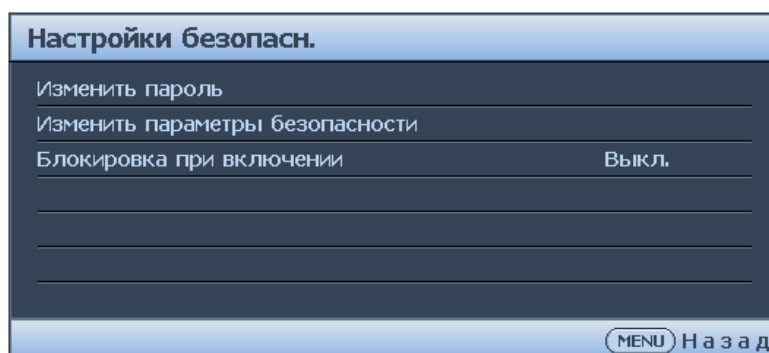 Настройки безопасн.
Изменить пароль
Изменить параметры безопасности
Блокировка при включении Выкл.
MENU Назад